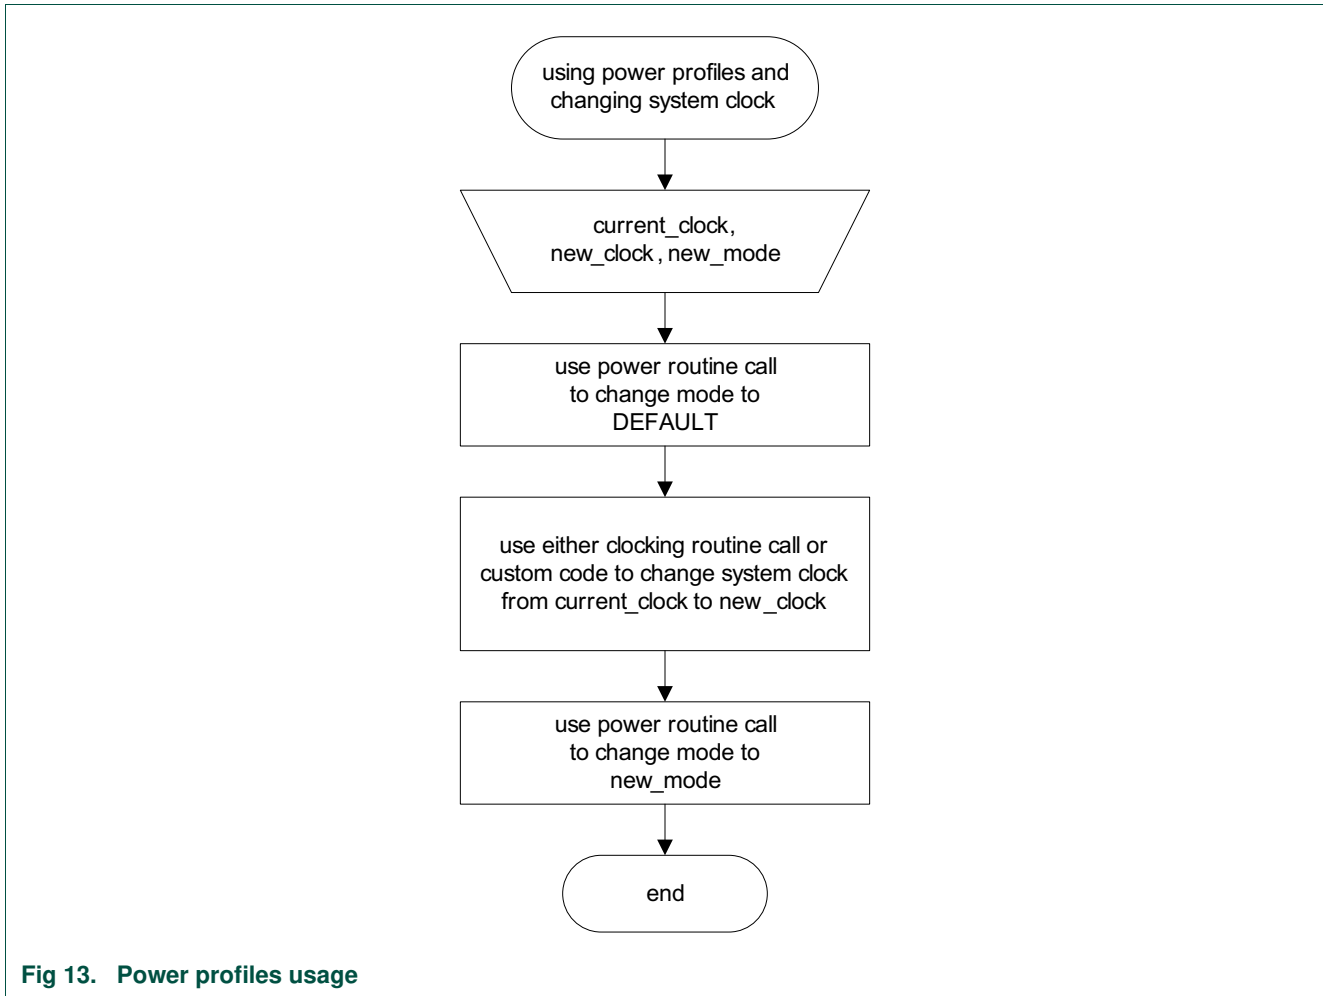 using power profiles and
changing system clock
current_clock,
new_clock, new_mode
use power routine call
to change mode to
DEFAULT
use either clocking routine call or
custom code to change system clock
from current_clock to new_clock
use power routine call
to change mode to
new_mode
end
Fig 13. Power profiles usage